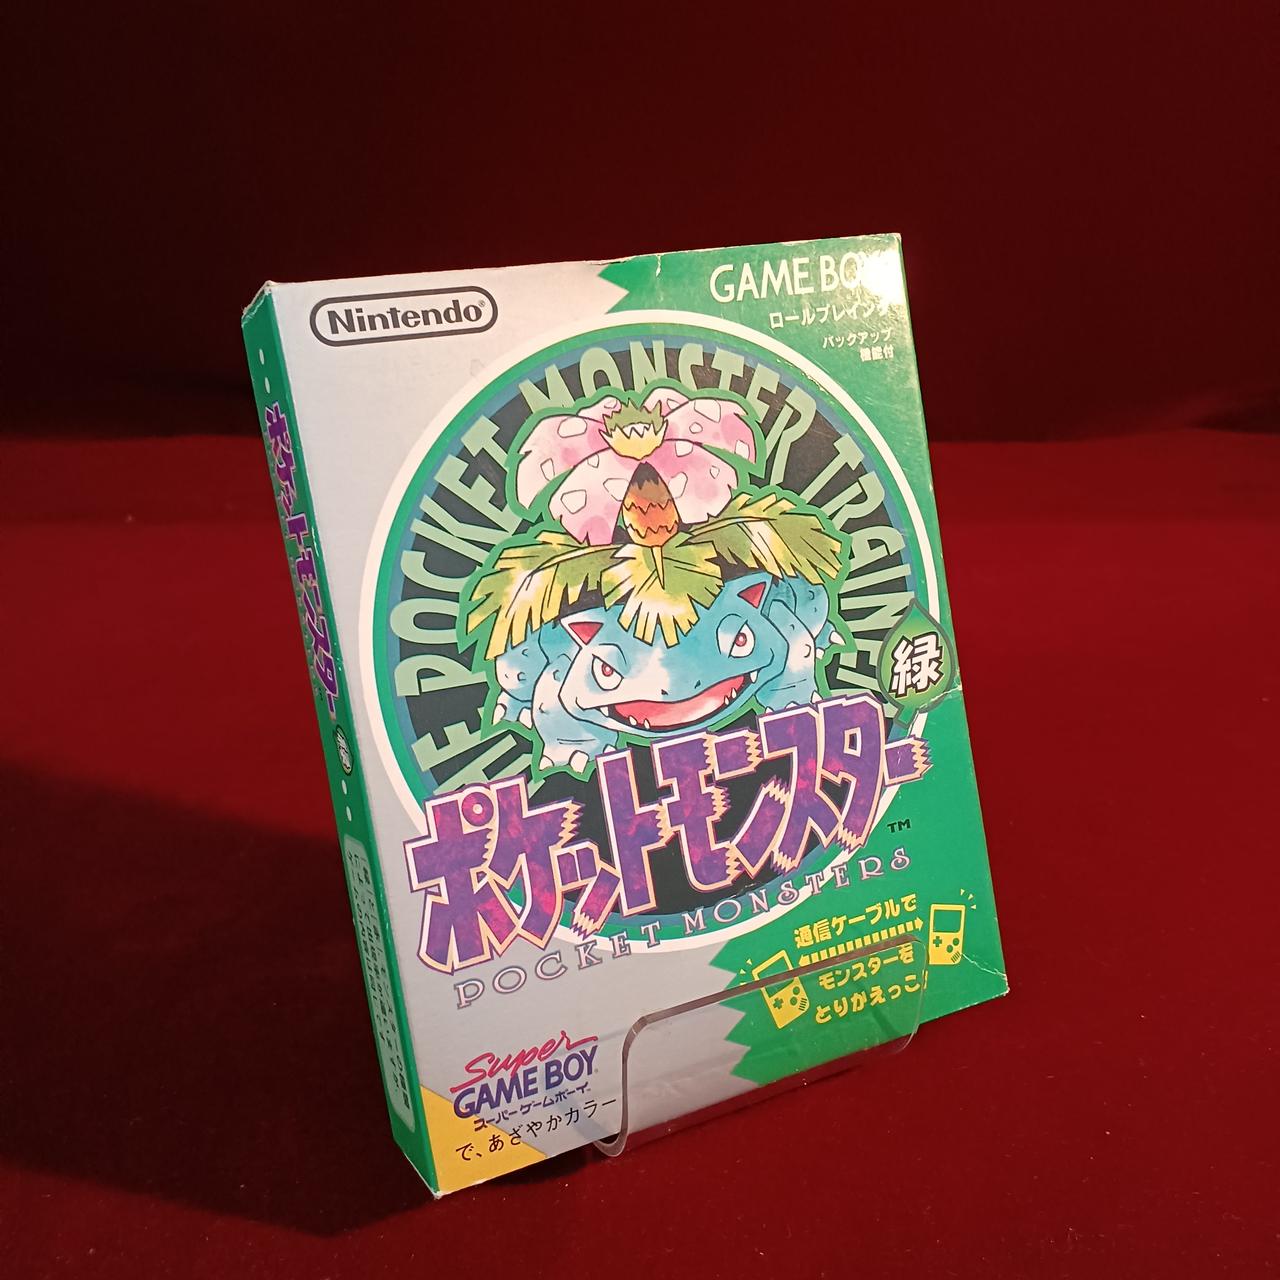 Nintendo®
GAME BOY
ロールプレイング
バックアップ
機能付
THE POCKET MONSTER TRAINER
緑
ポケットモンスター
TM
POCKET MONSTERS
通信ケーブルで
モンスターを
とりかえっこ!
Super
GAME BOY
スーパーゲームボーイ
で、あざやかカラー
ポケットモンスター
緑